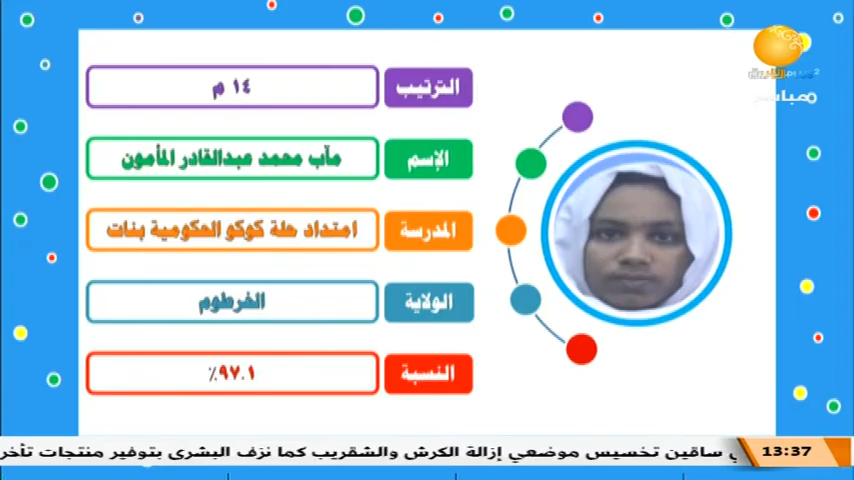 مباشر
الترتيب ١٤ م
الإسم مآب محمد عبدالقادر المأمون
المدرسة امتداد حلة كوكو الحكومية بنات
الولاية الخرطوم
النسبة ٩٧.١٪
13:37 ي ساقين تخسيس موضعي إزالة الكرش والشقريب كما نزف البشرى بتوفير منتجات تأخر